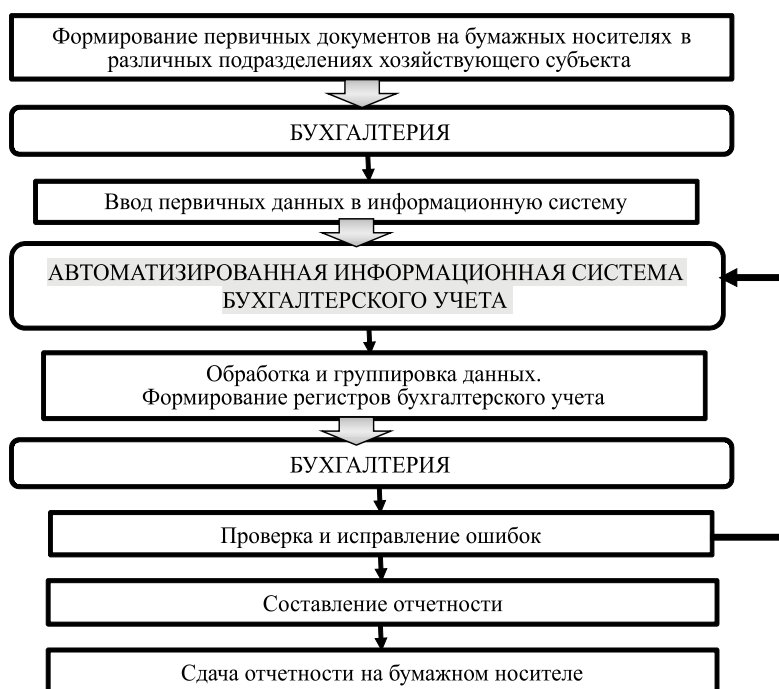 Формирование первичных документов на бумажных носителях в
различных подразделениях хозяйствующего субъекта
БУХГАЛТЕРИЯ
Ввод первичных данных в информационную систему
АВТОМАТИЗИРОВАННАЯ ИНФОРМАЦИОННАЯ СИСТЕМА
БУХГАЛТЕРСКОГО УЧЕТА
Обработка и группировка данных.
Формирование регистров бухгалтерского учета
БУХГАЛТЕРИЯ
Проверка и исправление ошибок
Составление отчетности
Сдача отчетности на бумажном носителе